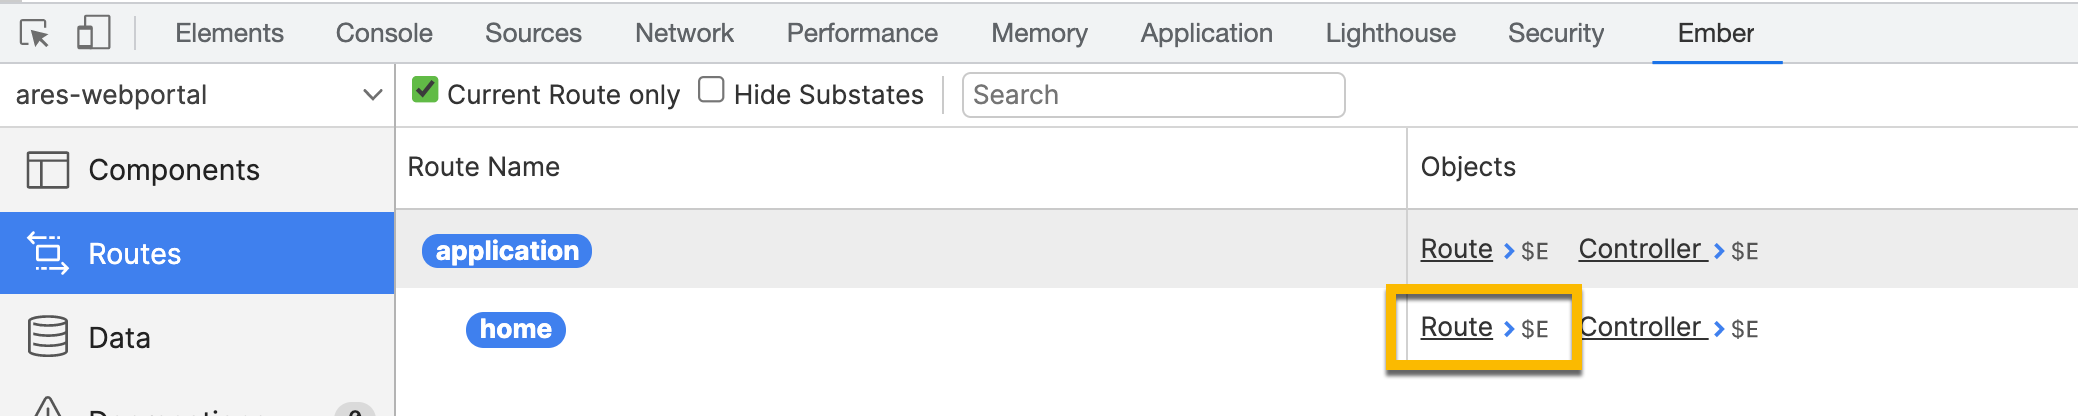 Elements Console Sources Network Performance Memory Application Lighthouse Security Ember
ares-webportal
Current Route only Hide Substates Search
Components
Routes
Data
Route Name Objects
application Route $E Controller $E
home Route $E Controller $E